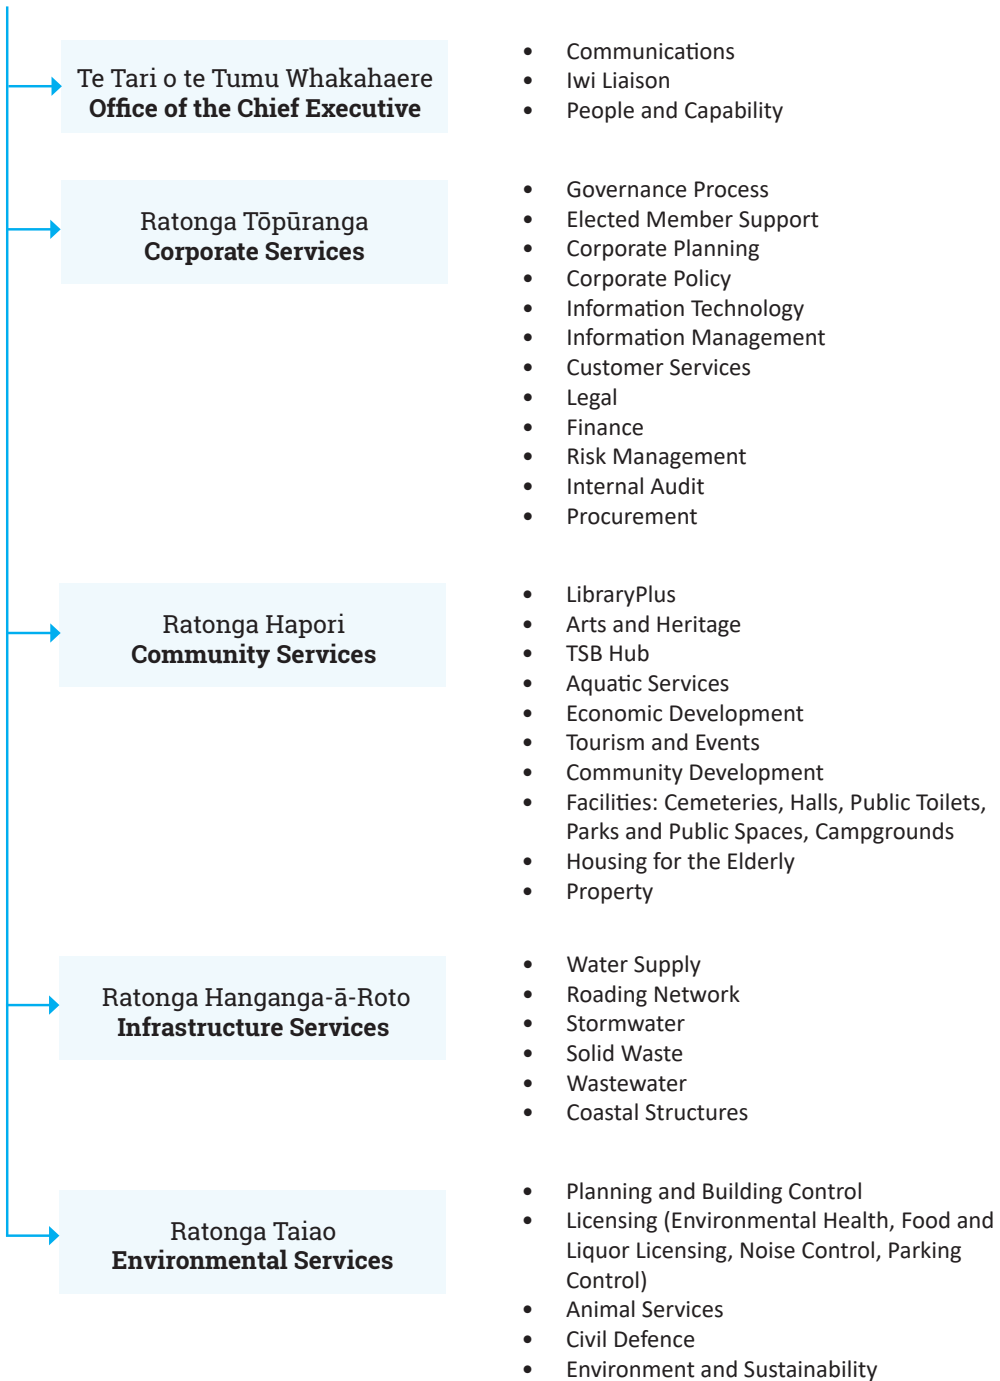 Te Tari o te Tumu Whakahaere
Office of the Chief Executive
• Communications
• Iwi Liaison
• People and Capability
Ratonga Tōpūranga
Corporate Services
• Governance Process
• Elected Member Support
• Corporate Planning
• Corporate Policy
• Information Technology
• Information Management
• Customer Services
• Legal
• Finance
• Risk Management
• Internal Audit
• Procurement
Ratonga Hapori
Community Services
• LibraryPlus
• Arts and Heritage
• TSB Hub
• Aquatic Services
• Economic Development
• Tourism and Events
• Community Development
• Facilities: Cemeteries, Halls, Public Toilets,
Parks and Public Spaces, Campgrounds
• Housing for the Elderly
• Property
Ratonga Hanganga-ā-Roto
Infrastructure Services
• Water Supply
• Roading Network
• Stormwater
• Solid Waste
• Wastewater
• Coastal Structures
Ratonga Taiao
Environmental Services
• Planning and Building Control
• Licensing (Environmental Health, Food and
Liquor Licensing, Noise Control, Parking
Control)
• Animal Services
• Civil Defence
• Environment and Sustainability